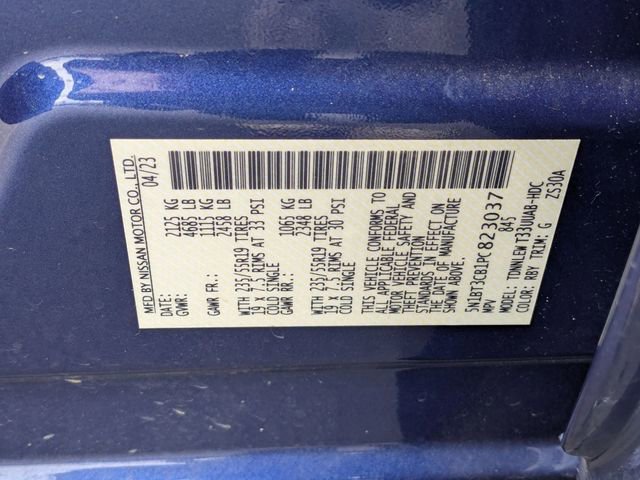 MFD BY NISSAN MOTOR CO., LTD.
DATE: 04/23
GVWR: 2125 KG
4685 LB
GAWR FR.: 1115 KG
2458 LB
WITH 235/55R19 TIRES
19 x 7.5 RIMS AT 33 PSI
COLD SINGLE
GAWR RR.: 1065 KG
2348 LB
WITH 235/55R19 TIRES
19 x 7.5 RIMS AT 30 PSI
COLD SINGLE
THIS VEHICLE CONFORMS TO
ALL APPLICABLE FEDERAL
MOTOR VEHICLE SAFETY AND
THEFT PREVENTION
STANDARDS IN EFFECT ON
THE DATE OF MANUFACTURE
SHOWN ABOVE.
5N1BT3CB1PC823037
MPV 845
MODEL: TDNNLEW T33QUAB-HDC
COLOR: RBY TRIM: G ZS30A